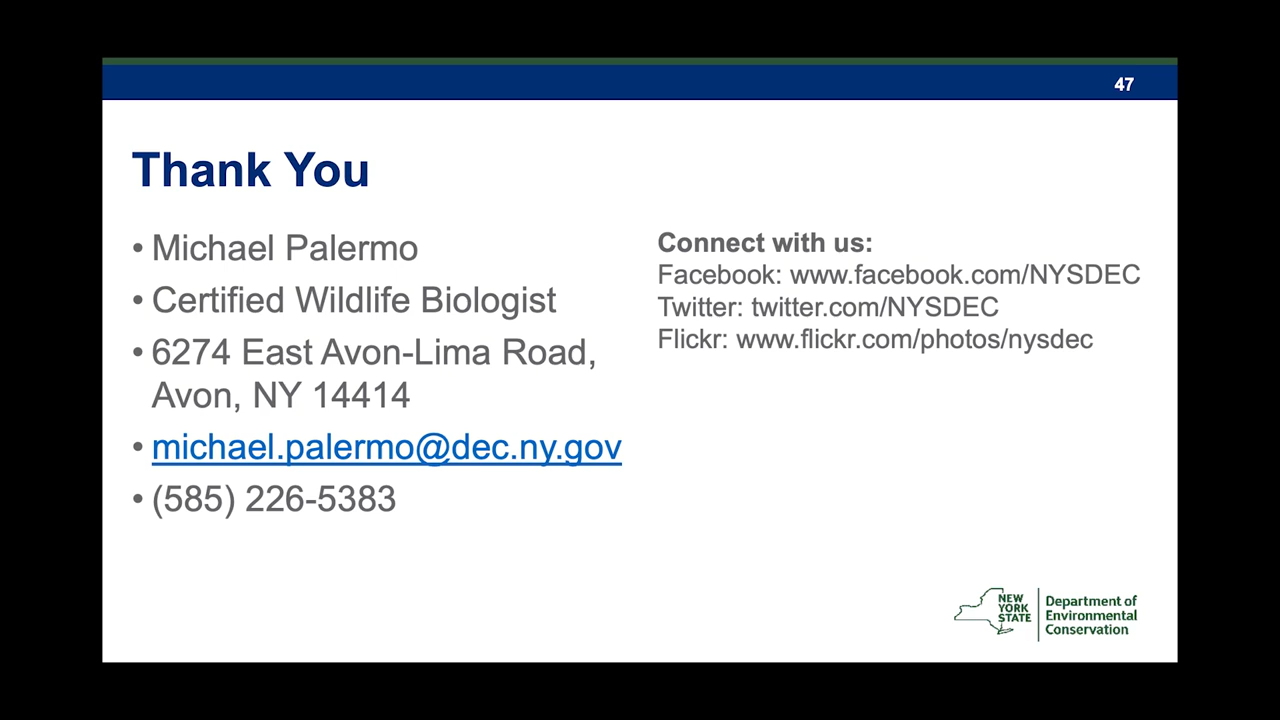 47
Thank You
• Michael Palermo
• Certified Wildlife Biologist
• 6274 East Avon-Lima Road,
Avon, NY 14414
• michael.palermo@dec.ny.gov
• (585) 226-5383
Connect with us:
Facebook: www.facebook.com/NYSDEC
Twitter: twitter.com/NYSDEC
Flickr: www.flickr.com/photos/nysdec
NEW
YORK
STATE
Department of
Environmental
Conservation